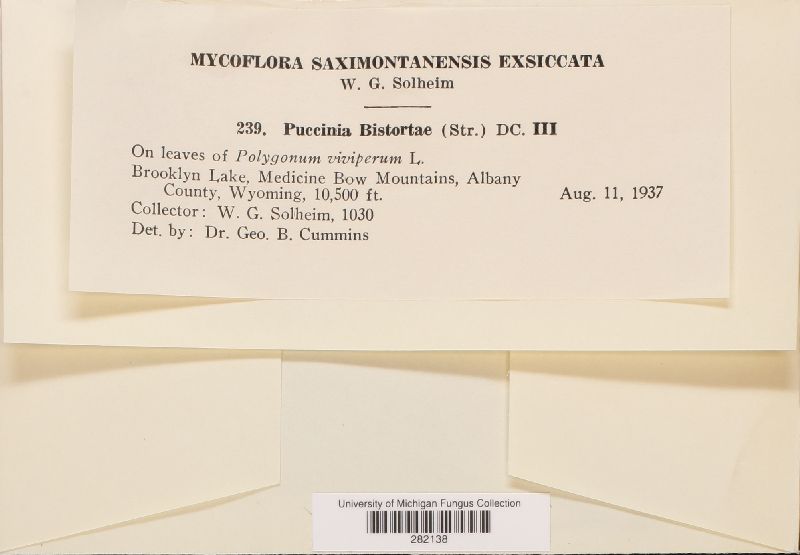 MYCOFLORA SAXIMONTANENSIS EXSICCATA
W. G. Solheim
239. Puccinia Bistortae (Str.) DC. III
On leaves of Polygonum viviperum L.
Brooklyn Lake, Medicine Bow Mountains, Albany
County, Wyoming, 10,500 ft. Aug. 11, 1937
Collector: W. G. Solheim, 1030
Det. by: Dr. Geo. B. Cummins
University of Michigan Fungus Collection
282138